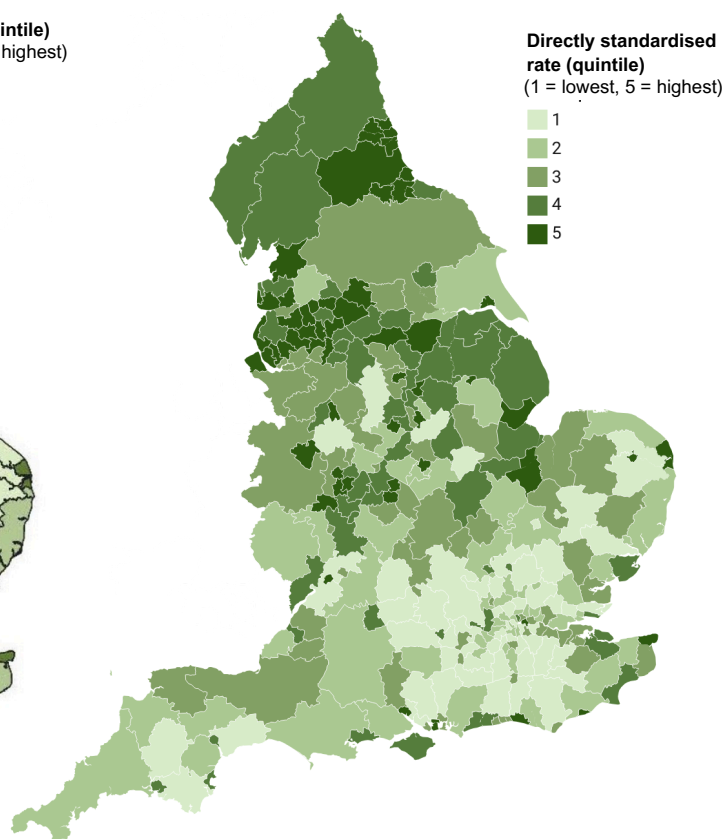 intile)
highest)
Directly standardised
rate (quintile)
(1 = lowest, 5 = highest)
1
2
3
4
5